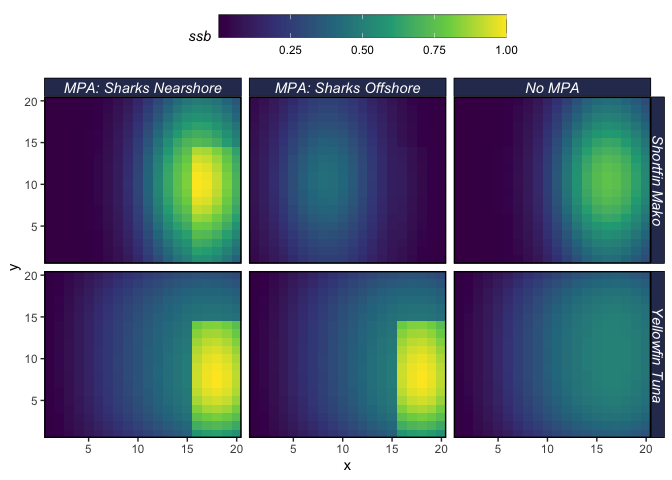 ssb
0.25 0.50 0.75 1.00
MPA: Sharks Nearshore MPA: Sharks Offshore No MPA
20
15
10
5
Shortfin Mako
y
20
15
10
5
Yellowfin Tuna
5 10 15 20 5 10 15 20 5 10 15 20
x